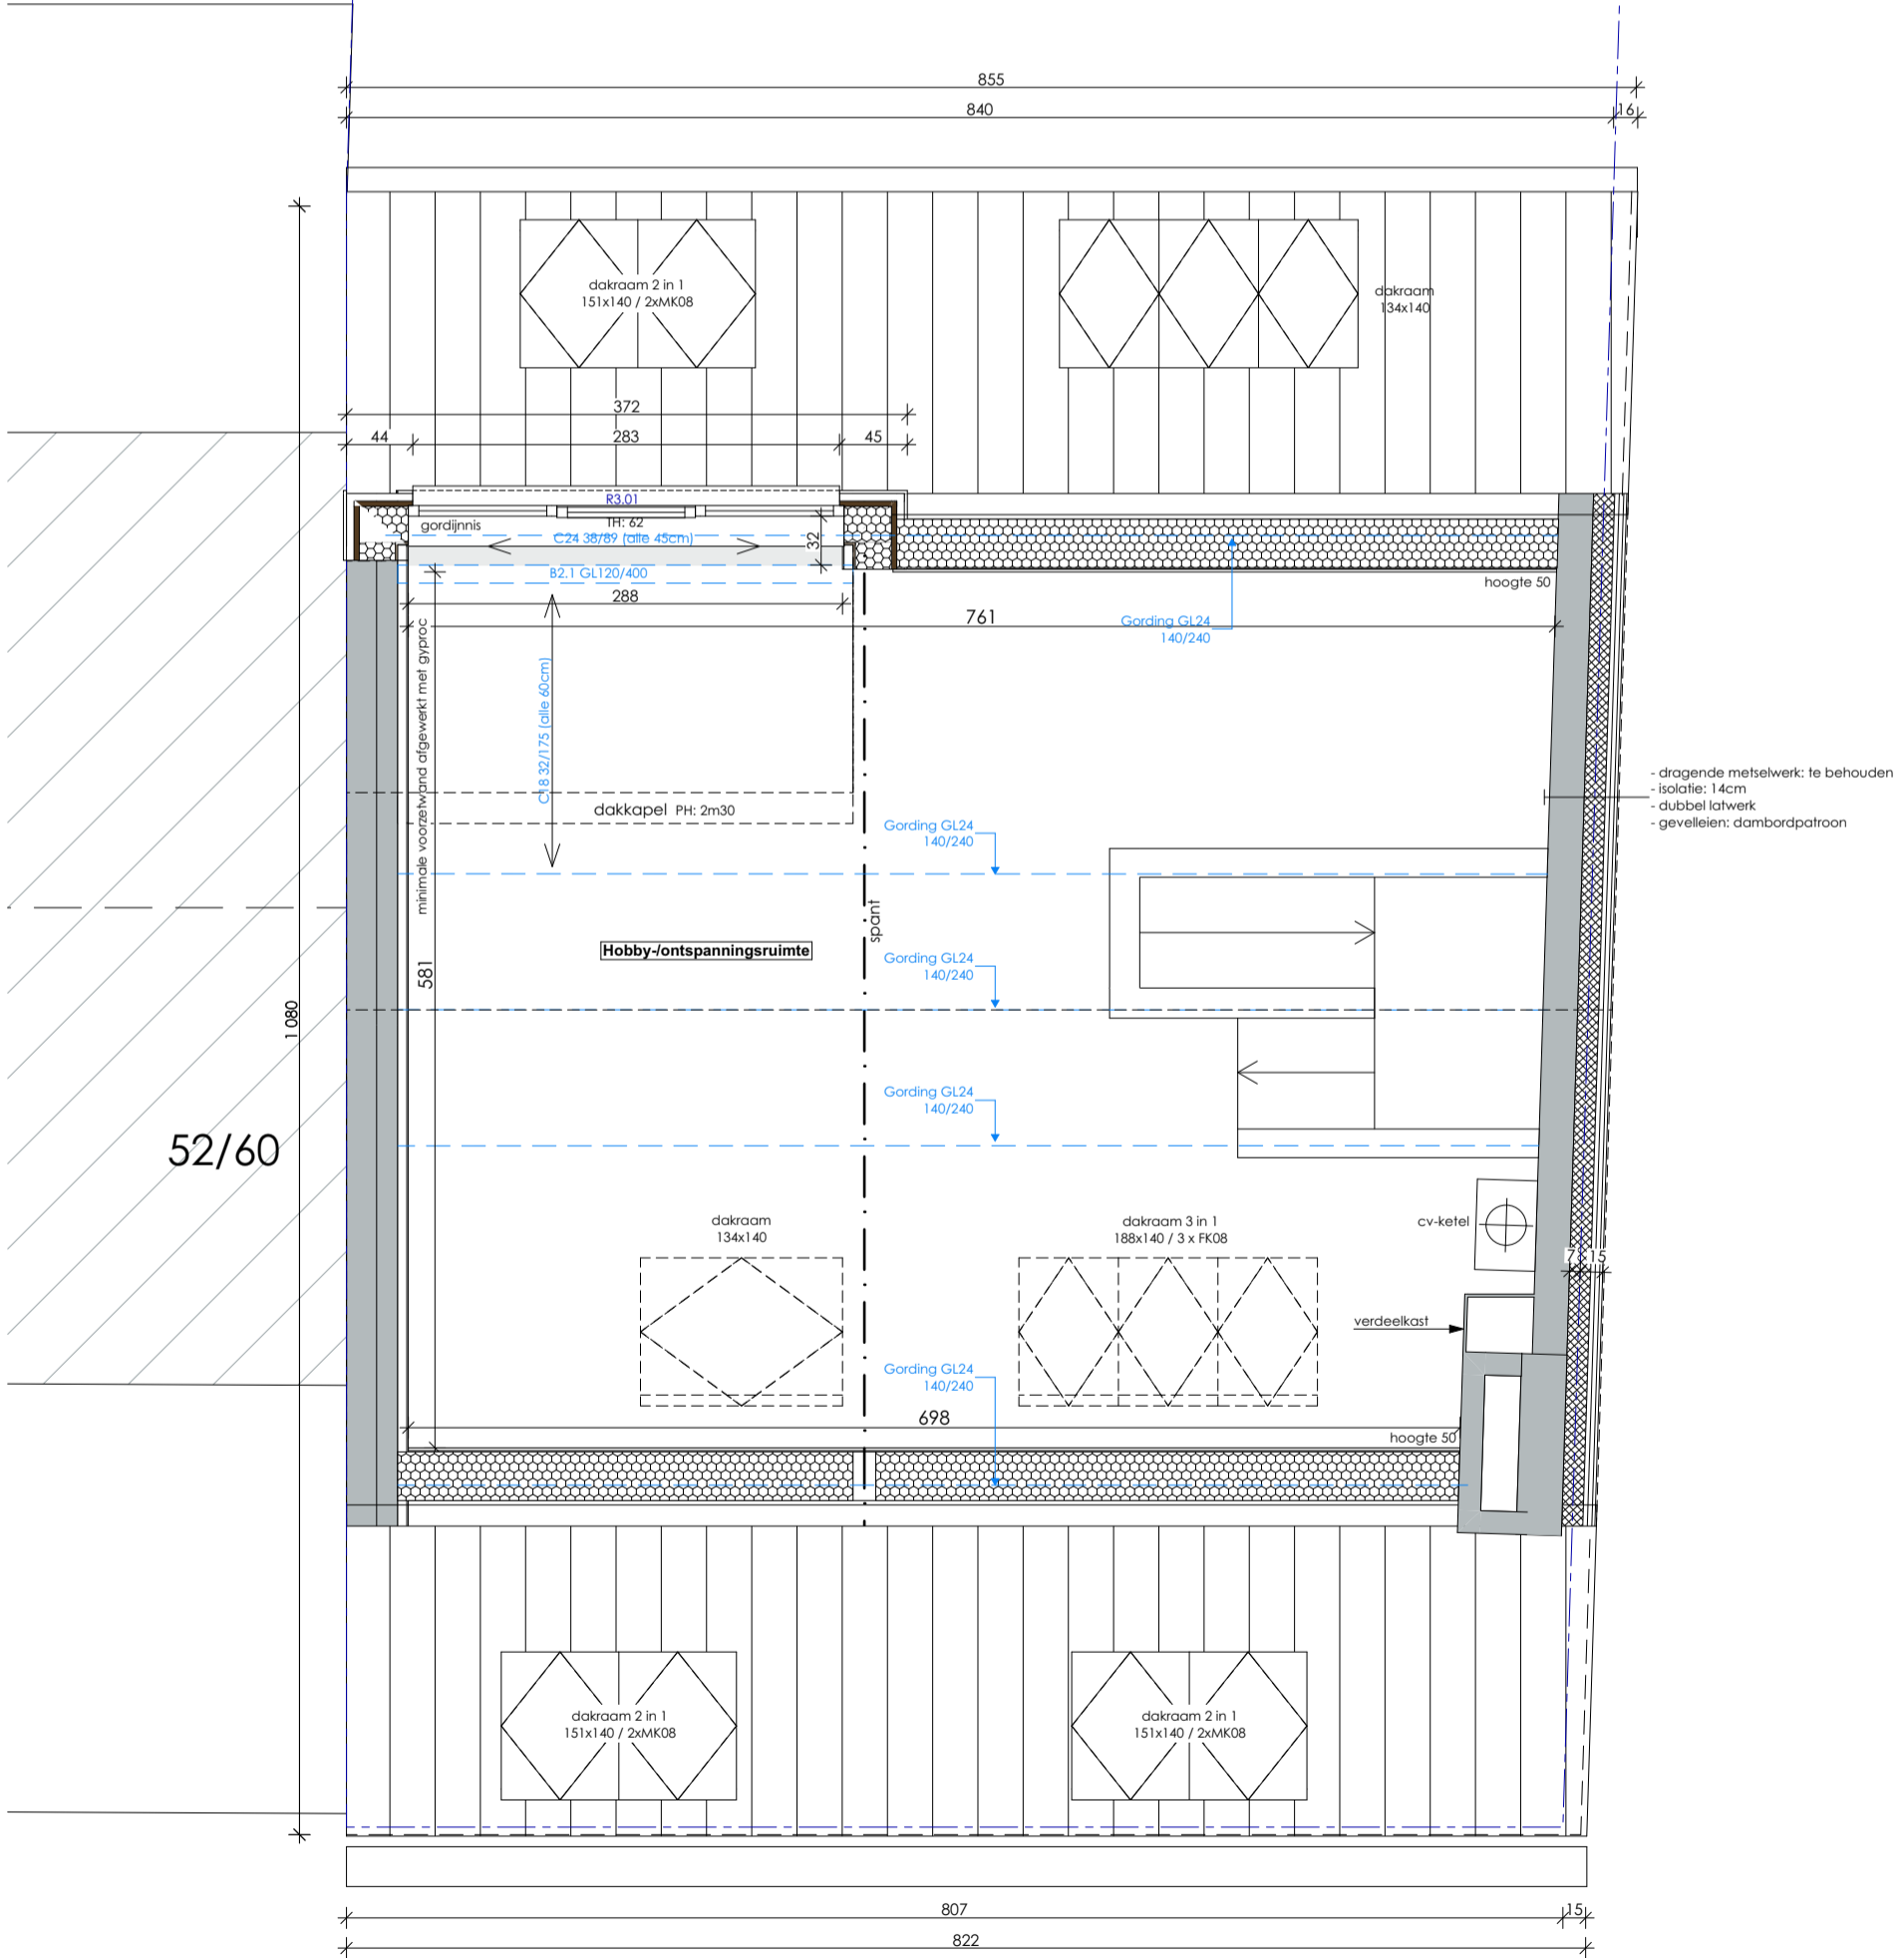 855
840
16
dakraam 2 in 1
151x140 / 2xMK08
dakraam
134x140
372
44
283
45
R3.01
gordijnnis
TH: 62
C24 38/89 (alle 45cm)
32
B2.1 GL120/400
hoogte 50
288
761
Gording GL24
140/240
minimale voorzetwand afgewerkt met gyproc
C18 32/175 (alle 60cm)
- dragende metselwerk: te behouden
- isolatie: 14cm
- dubbel latwerk
- gevelleien: dambordpatroon
dakkapel PH: 2m30
Gording GL24
140/240
spant
Hobby-/ontspanningsruimte
Gording GL24
140/240
581
1080
Gording GL24
140/240
52/60
dakraam
134x140
dakraam 3 in 1
188x140 / 3 x FK08
cv-ketel
7
15
verdeelkast
Gording GL24
140/240
698
hoogte 50
dakraam 2 in 1
151x140 / 2xMK08
dakraam 2 in 1
151x140 / 2xMK08
807
15
822